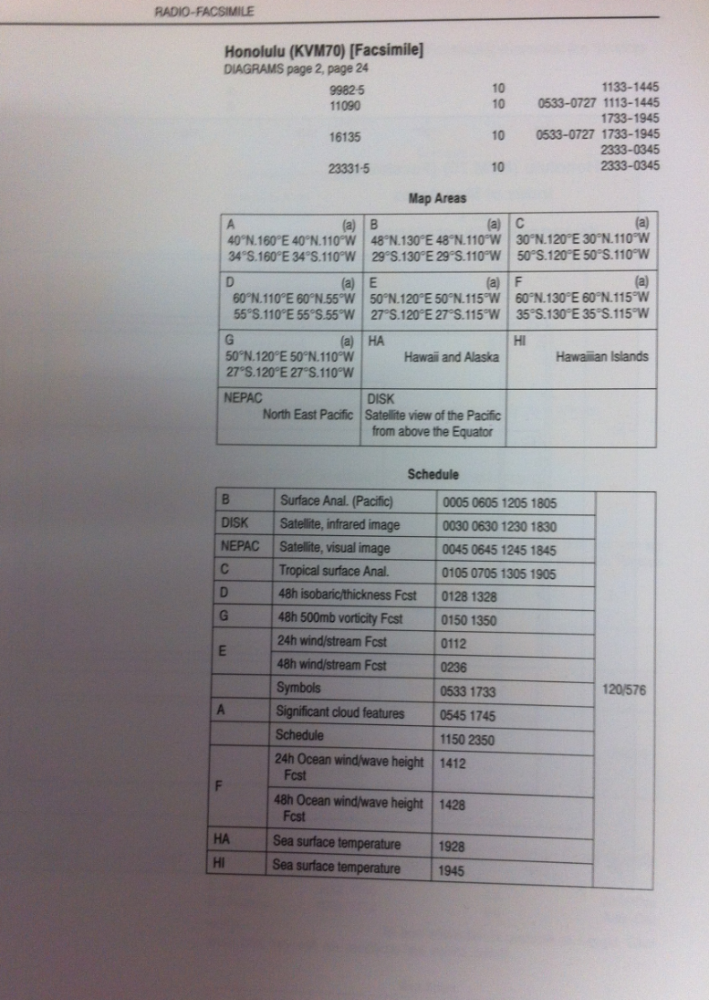 RADIO-FACSIMILE
Honolulu (KVM70) [Facsimile]
DIAGRAMS page 2, page 24
9982·5 10 1133-1445
11090 10 0533-0727 1113-1445
1733-1945
16135 10 0533-0727 1733-1945
2333-0345
23331·5 10 2333-0345
Map Areas
A (a) B (a) C (a)
40°N.160°E 40°N.110°W 48°N.130°E 48°N.110°W 30°N.120°E 30°N.110°W
34°S.160°E 34°S.110°W 29°S.130°E 29°S.110°W 50°S.120°E 50°S.110°W
D (a) E (a) F (a)
60°N.110°E 60°N.55°W 50°N.120°E 50°N.115°W 60°N.130°E 60°N.115°W
55°S.110°E 55°S.55°W 27°S.120°E 27°S.115°W 35°S.130°E 35°S.115°W
G (a) HA HI
50°N.120°E 50°N.110°W Hawaii and Alaska Hawaiiian Islands
27°S.120°E 27°S.110°W
NEPAC DISK
North East Pacific Satellite view of the Pacific
from above the Equator
Schedule
B Surface Anal. (Pacific) 0005 0605 1205 1805
DISK Satellite, infrared image 0030 0630 1230 1830
NEPAC Satellite, visual image 0045 0645 1245 1845
C Tropical surface Anal. 0105 0705 1305 1905
D 48h isobaric/thickness Fcst 0128 1328
G 48h 500mb vorticity Fcst 0150 1350
E 24h wind/stream Fcst 0112
48h wind/stream Fcst 0236
Symbols 0533 1733 120/576
A Significant cloud features 0545 1745
Schedule 1150 2350
F 24h Ocean wind/wave height 1412
Fcst
48h Ocean wind/wave height 1428
Fcst
HA Sea surface temperature 1928
HI Sea surface temperature 1945